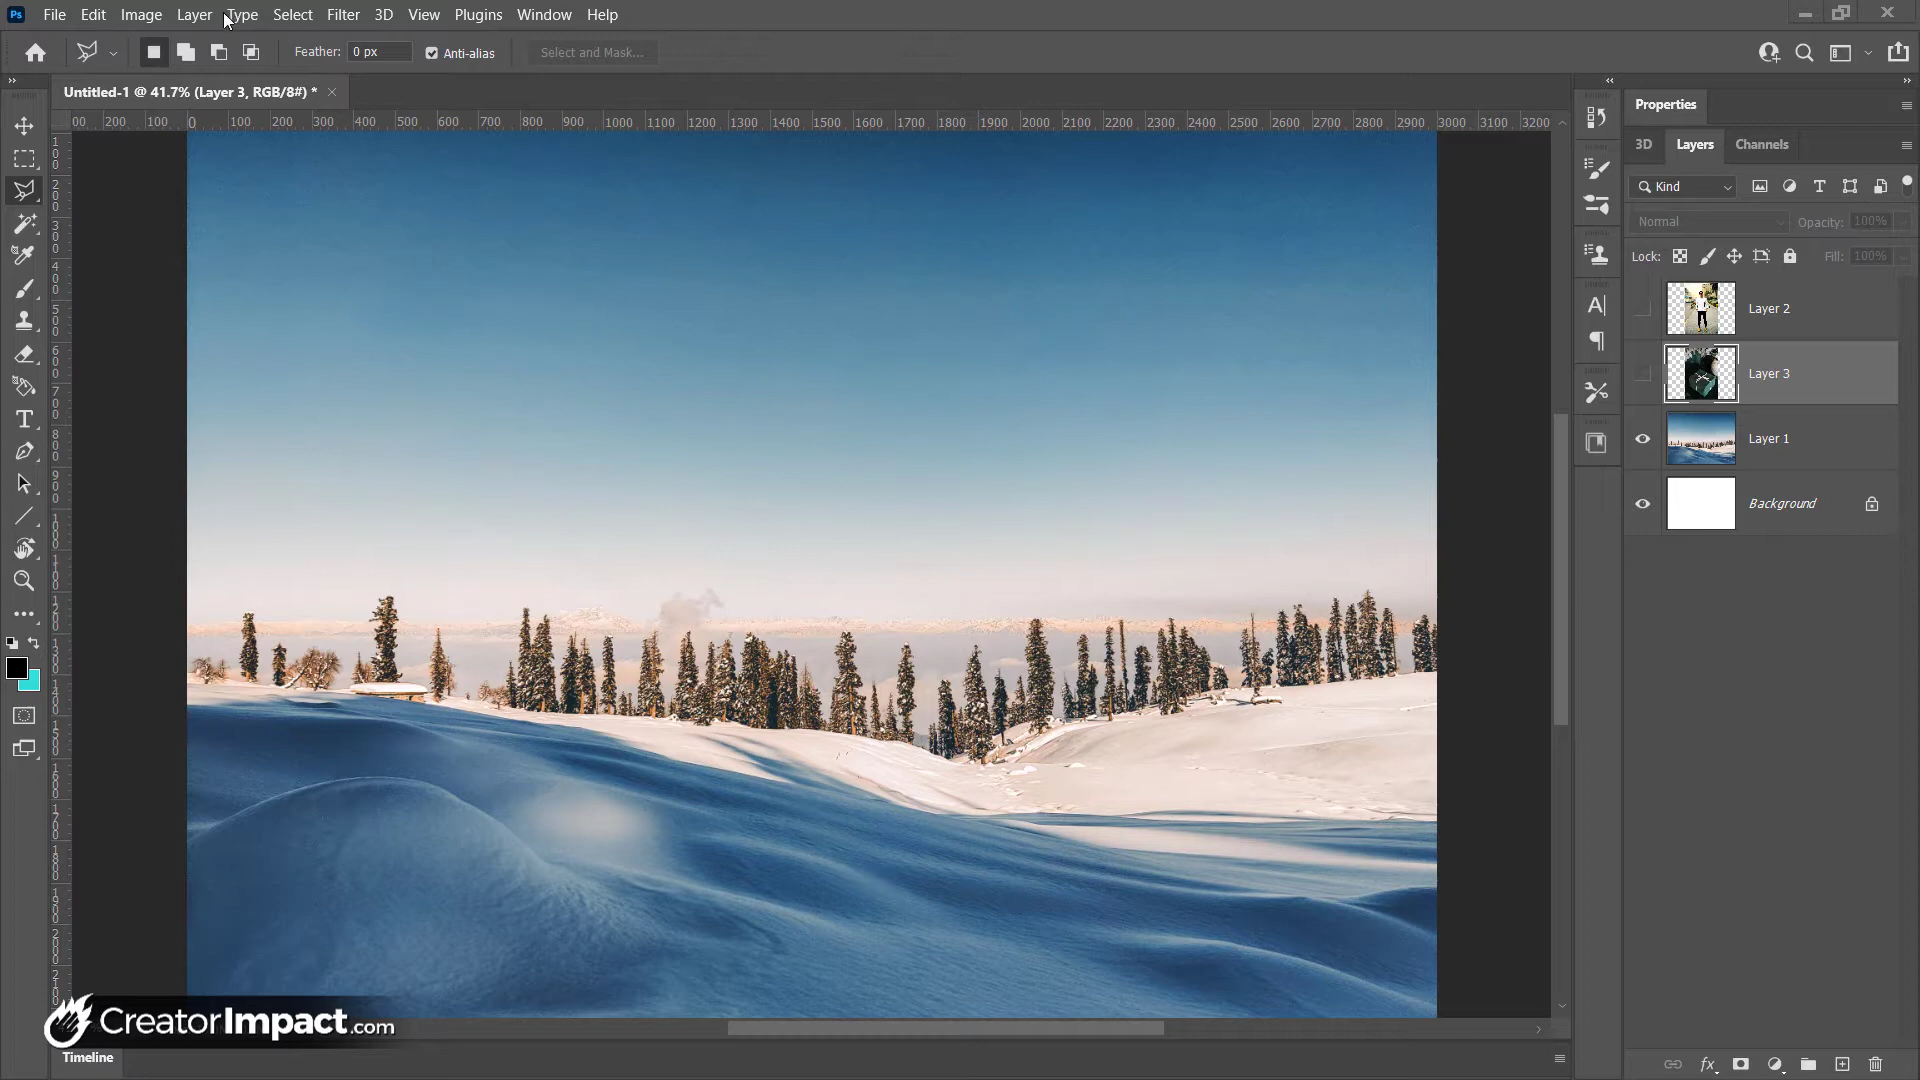 Ps File Edit Image Layer Type Select Filter 3D View Plugins Window Help
Feather: 0 px Anti-alias Select and Mask...
Untitled-1 @ 41.7% (Layer 3, RGB/8#) *
00 200 100 0 100 200 300 400 500 600 700 800 900 1000 1100 1200 1300 1400 1500 1600 1700 1800 1900 2000 2100 2200 2300 2400 2500 2600 2700 2800 2900 3000 3100 3200
Properties
3D Layers Channels
Kind
Normal Opacity: 100%
Lock: Fill: 100%
Layer 2
Layer 3
Layer 1
Background
CreatorImpact.com
Timeline